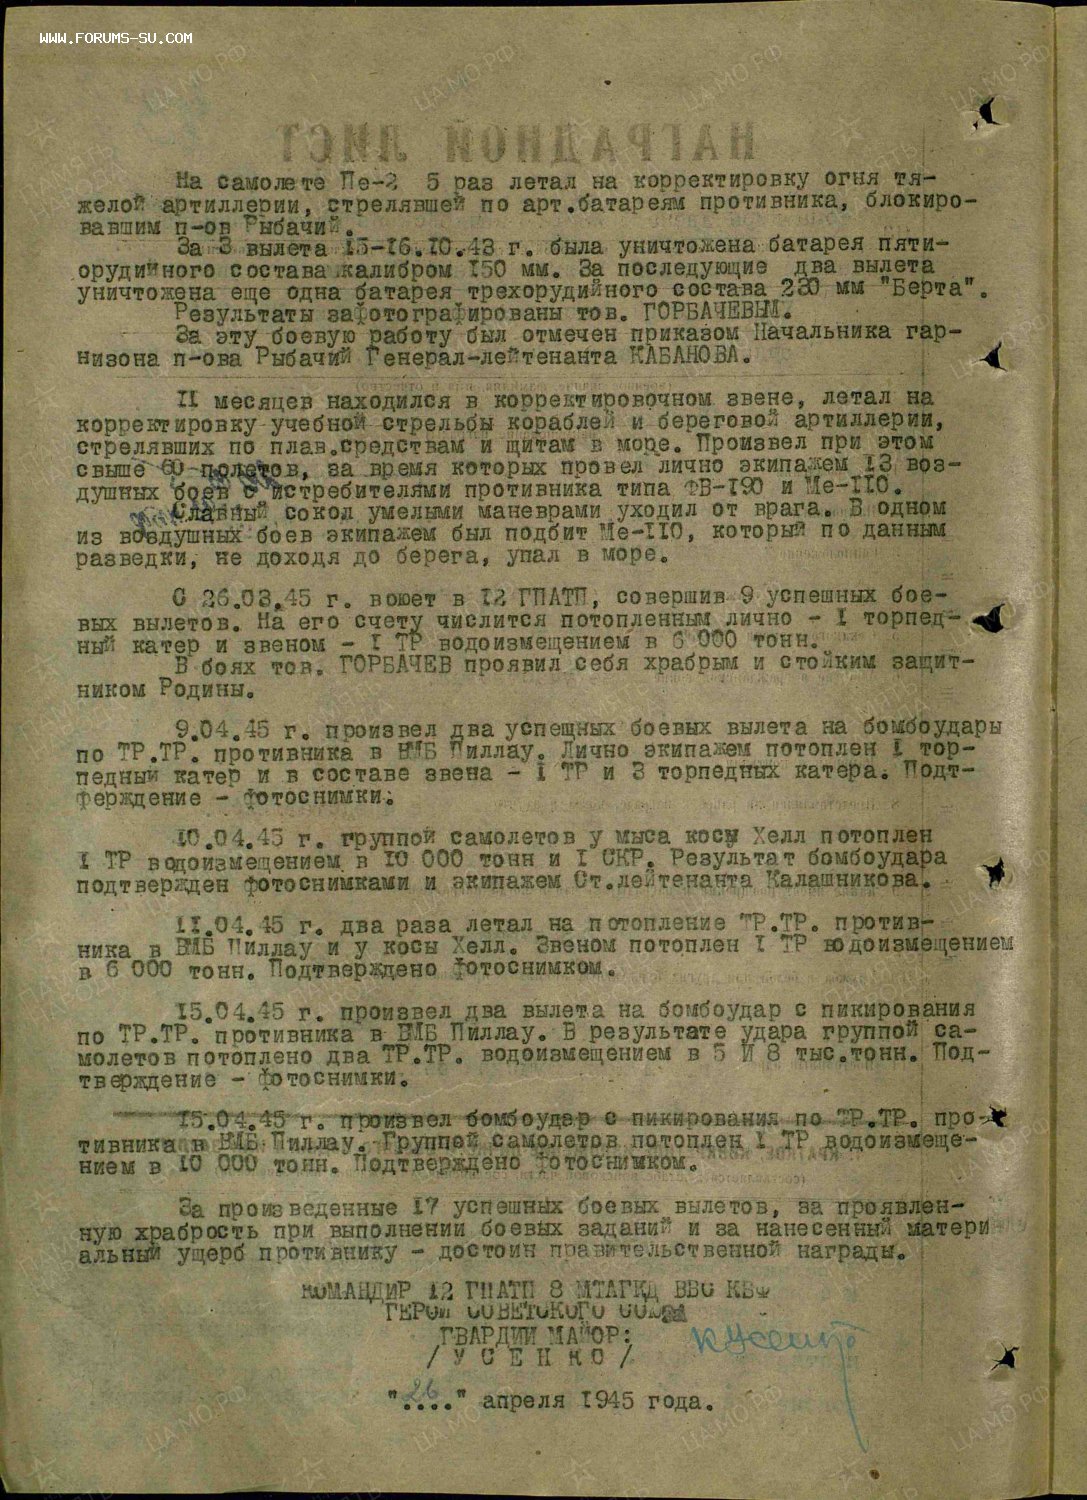 WWW.FORUMS-SU.COM
НАГРАДНОЙ ЛИСТ
На самолете Пе-2 5 раз летал на корректировку огня тя-
желой артиллерии, стрелявшей по арт.батареям противника, блокиро-
вавшим п-ов Рыбачий.
За 3 вылета 15-16.10.43 г. была уничтожена батарея пяти-
орудийного состава калибром 150 мм. За последующие два вылета
уничтожена еще одна батарея трехорудийного состава 230 мм "Берта".
Результаты зафотографированы тов. ГОРБАЧЕВЫМ.
За эту боевую работу был отмечен приказом Начальника гар-
низона п-ова Рыбачий Генерал-лейтенанта КАБАНОВА.
II месяцев находился в корректировочном звене, летал на
корректировку учебной стрельбы кораблей и береговой артиллерии,
стрелявших по плав.средствам и щитам в море. Произвел при этом
свыше 60 полетов, за время которых провел лично экипажем 13 воз-
душных боев с истребителями противника типа ФВ-190 и Ме-110.
Славный сокол умелыми маневрами уходил от врага. В одном
из воздушных боев экипажем был подбит Ме-110, который по данным
разведки, не доходя до берега, упал в море.
С 26.03.45 г. воюет в 12 ГПАТП, совершив 9 успешных бое-
вых вылетов. На его счету числится потопленным лично - I торпед-
ный катер и звеном - I ТР водоизмещением в 6 000 тонн.
В боях тов. ГОРБАЧЕВ проявил себя храбрым и стойким защит-
ником Родины.
9.04.45 г. произвел два успешных боевых вылета на бомбоудары
по ТР.ТР. противника в ВМБ Пиллау. Лично экипажем потоплен I тор-
педный катер и в составе звена - I ТР и 3 торпедных катера. Подт-
ферждение - фотоснимки.
10.04.45 г. группой самолетов у мыса косы Хелл потоплен
I ТР водоизмещением в 10 000 тонн и I СКР. Результат бомбоудара
подтвержден фотоснимками и экипажем Ст.лейтенанта Калашникова.
11.04.45 г. два раза летал на потопление ТР.ТР. против-
ника в ВМБ Пиллау и у косы Хелл. Звеном потоплен I ТР водоизмещением
в 6 000 тонн. Подтверждено фотоснимком.
15.04.45 г. произвел два вылета на бомбоудар с пикирования
по ТР.ТР. противника в ВМБ Пиллау. В результате удара группой са-
молетов потоплено два ТР.ТР. водоизмещением в 5 И 8 тыс.тонн. Под-
тверждение - фотоснимки.
15.04.45 г. произвел бомбоудар с пикирования по ТР.ТР. про-
тивника в ВМБ Пиллау. Группой самолетов потоплен I ТР водоизмеще-
нием в 10 000 тонн. Подтверждено фотоснимком.
За произведенные 17 успешных боевых вылетов, за проявлен-
ную храбрость при выполнении боевых заданий и за нанесенный матери
альный ущерб противнику - достоин правительственной награды.
КОМАНДИР 12 ГПАТП 8 МТАГКД ВВС КБФ
ГЕРОЙ СОВЕТСКОГО СОЮЗА
ГВАРДИИ МАЙОР:
/ У С Е Н К О /
"26" апреля 1945 года.